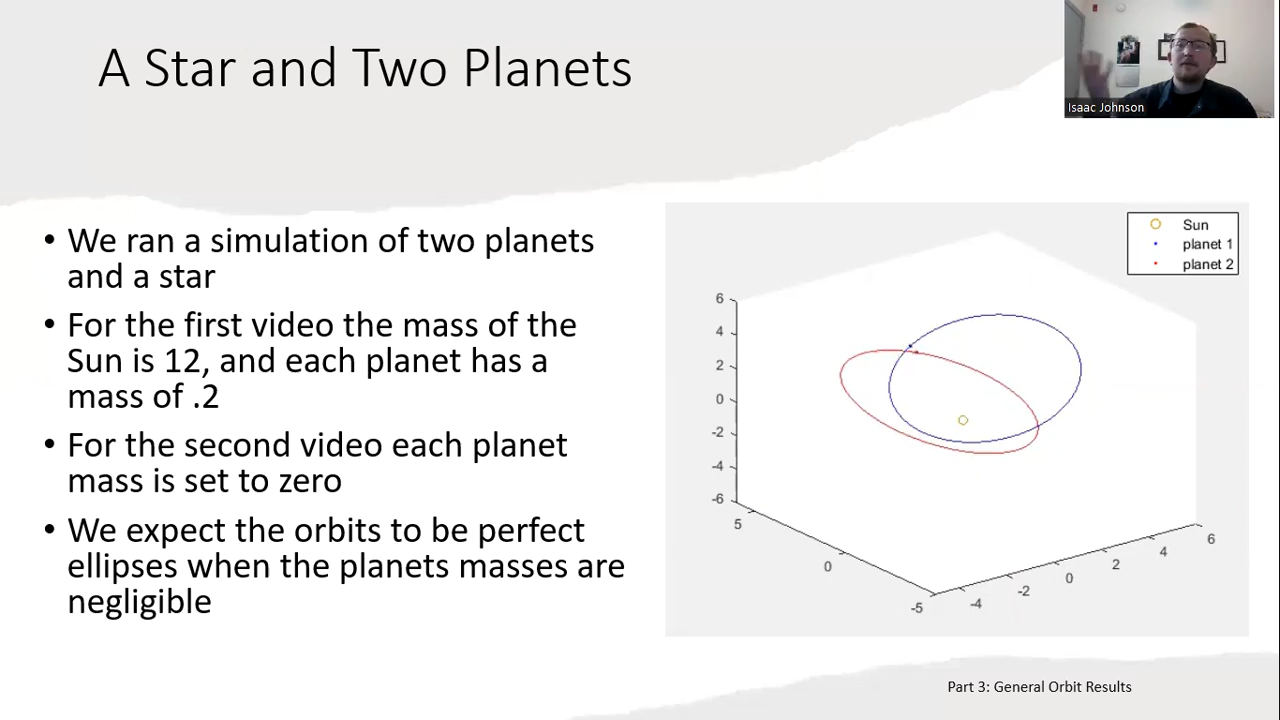 A Star and Two Planets
Isaac Johnson
• We ran a simulation of two planets
and a star
• For the first video the mass of the
Sun is 12, and each planet has a
mass of .2
• For the second video each planet
mass is set to zero
• We expect the orbits to be perfect
ellipses when the planets masses are
negligible
Sun
planet 1
planet 2
6
4
2
0
-2
-4
-6
5
0
-5
-4
-2
0
2
4
6
Part 3: General Orbit Results